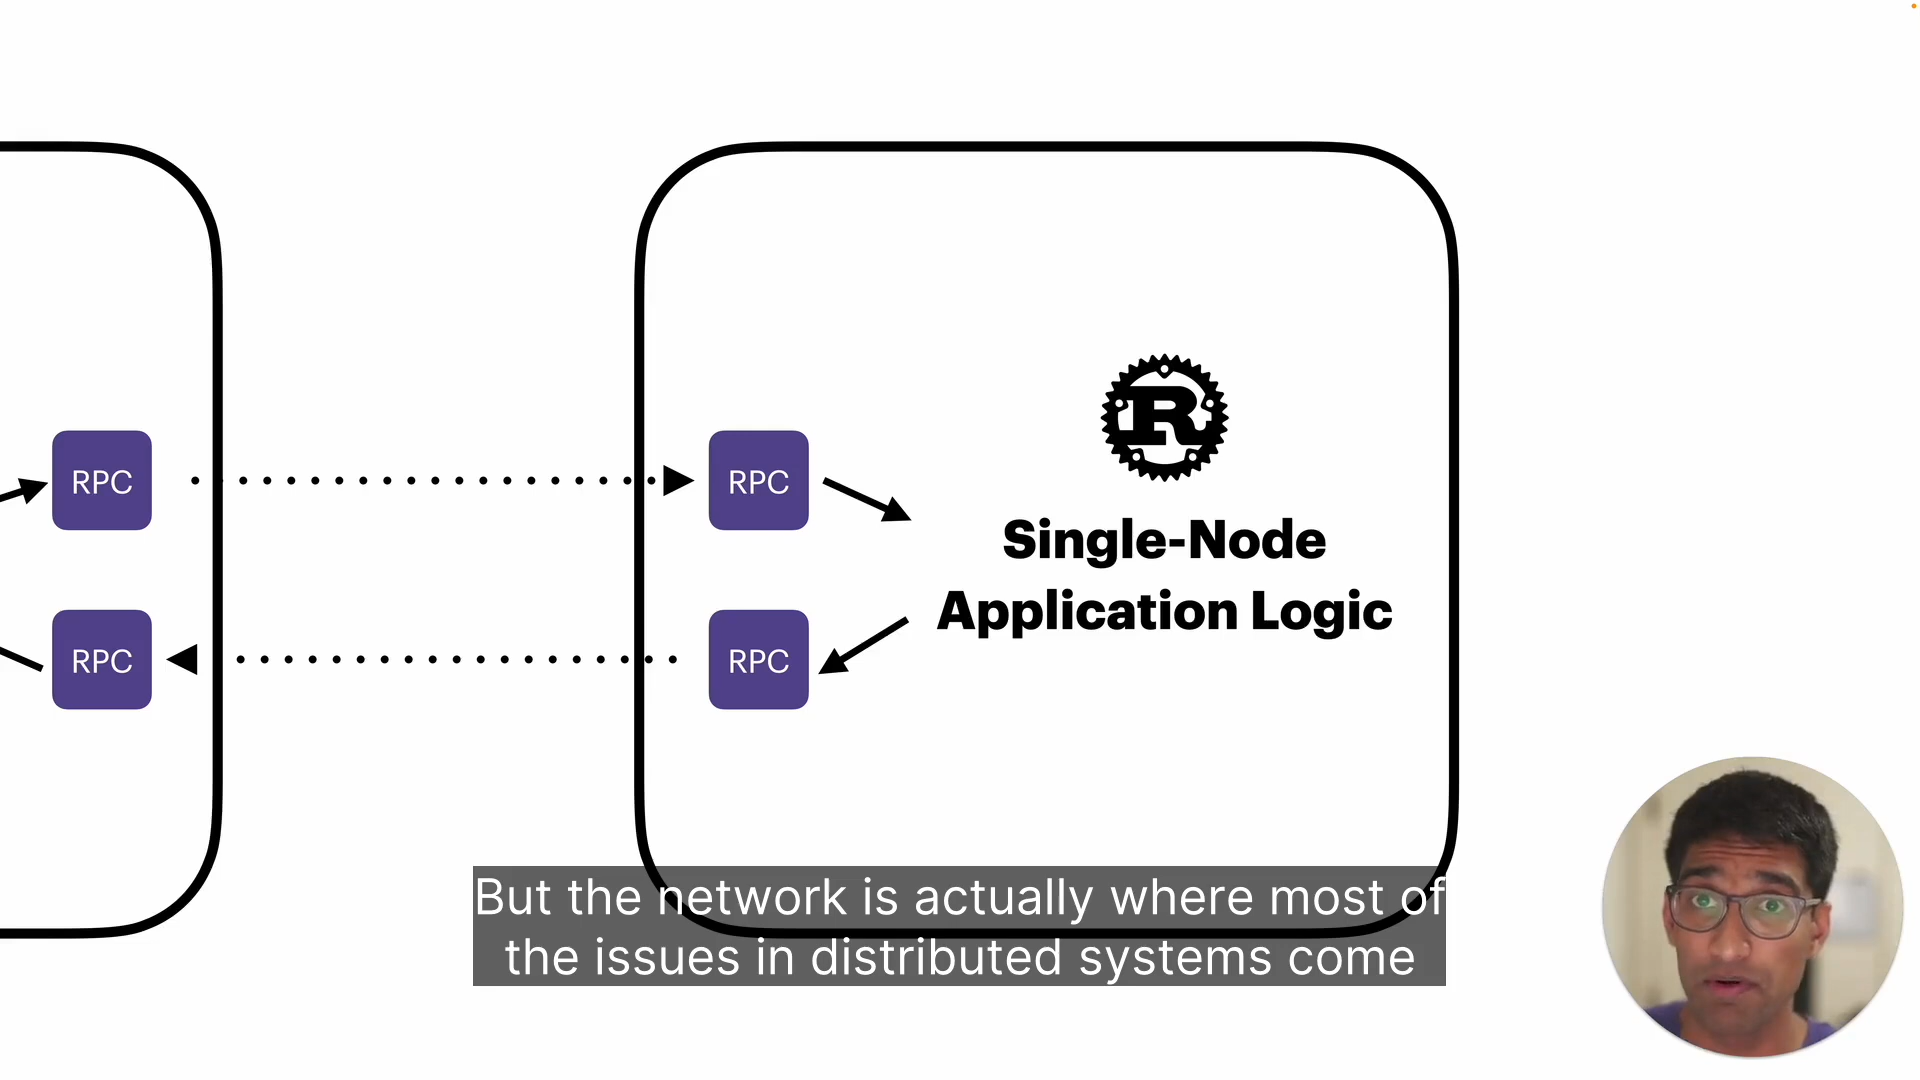 RPC
RPC
R
Single-Node
Application Logic
RPC
RPC
But the network is actually where most of
the issues in distributed systems come